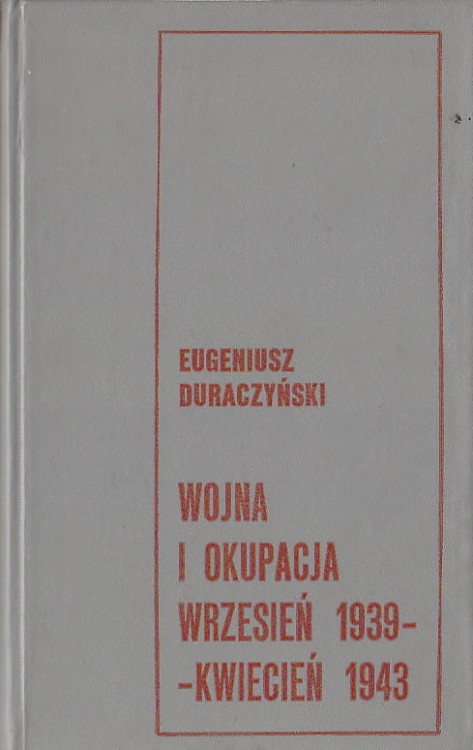 EUGENIUSZ
DURACZYŃSKI
WOJNA
I OKUPACJA
WRZESIEŃ 1939-
-KWIECIEŃ 1943